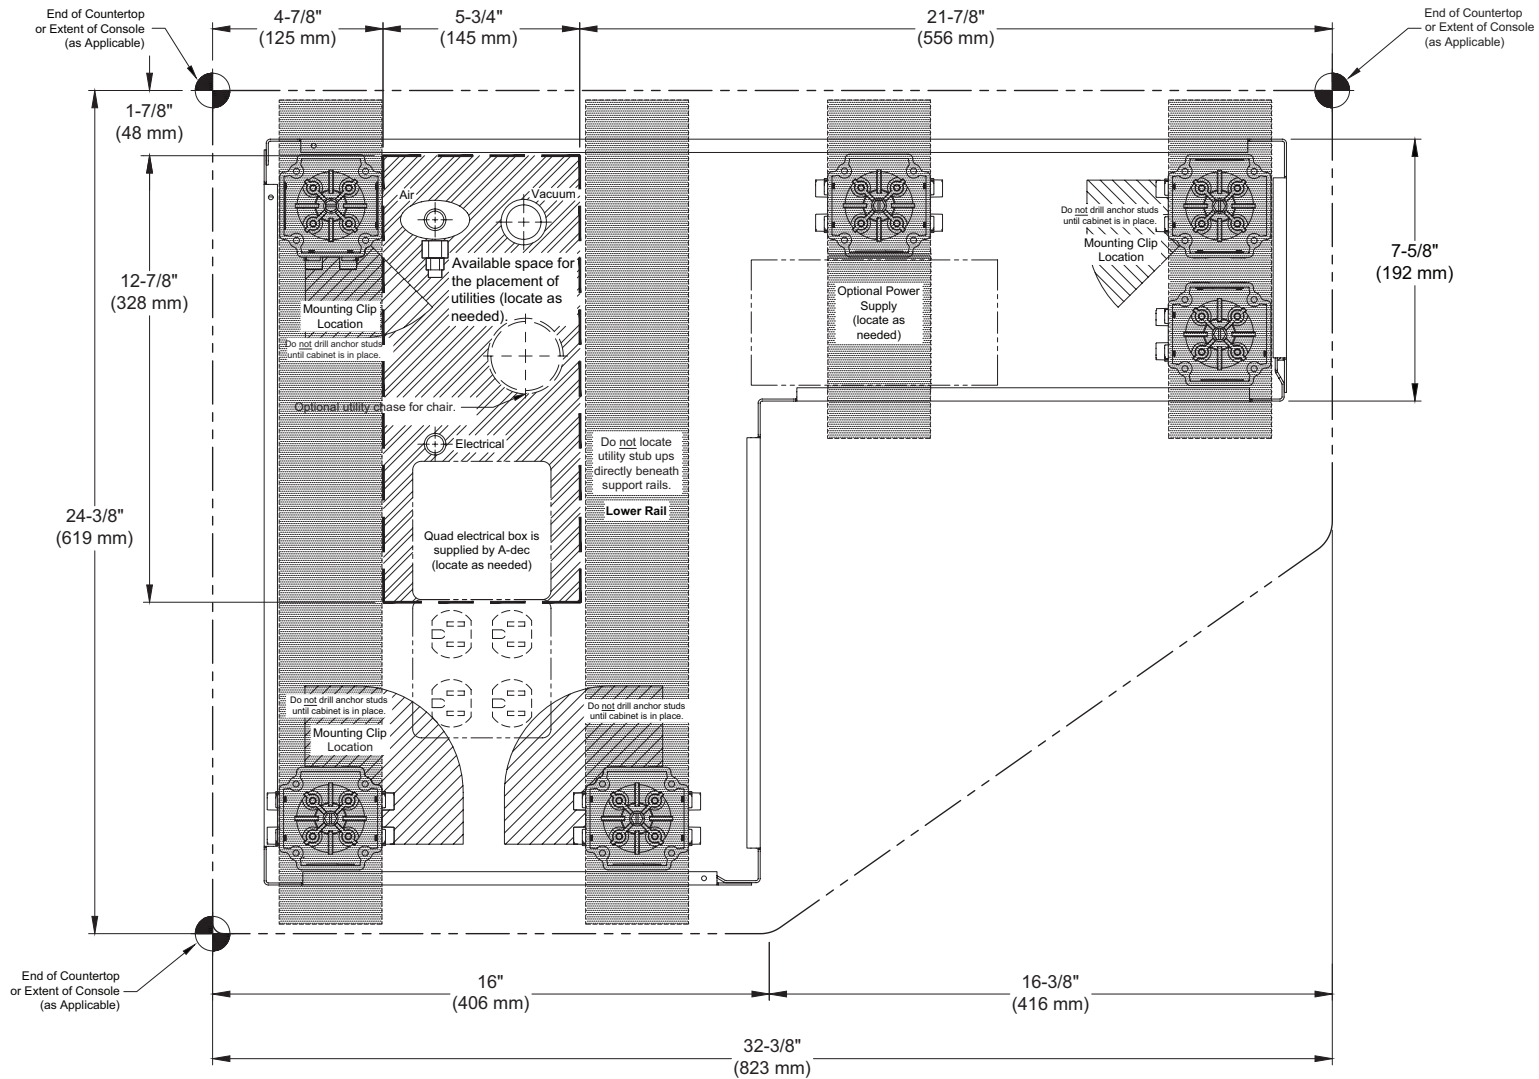 End of Countertop
or Extent of Console
(as Applicable)
4-7/8"
(125 mm)
5-3/4"
(145 mm)
21-7/8"
(556 mm)
End of Countertop
or Extent of Console
(as Applicable)
1-7/8"
(48 mm)
Air
Vacuum
Do not drill anchor studs
until cabinet is in place.
Mounting Clip
Location
7-5/8"
(192 mm)
12-7/8"
(328 mm)
Available space for
the placement of
utilities (locate as
needed).
Mounting Clip
Location
Do not drill anchor studs
until cabinet is in place.
Optional Power
Supply
(locate as
needed)
Optional utility chase for chair.
Electrical
Do not locate
utility stub ups
directly beneath
support rails.
Lower Rail
24-3/8"
(619 mm)
Quad electrical box is
supplied by A-dec
(locate as needed)
Do not drill anchor studs
until cabinet is in place.
Mounting Clip
Location
Do not drill anchor studs
until cabinet is in place.
End of Countertop
or Extent of Console
(as Applicable)
16"
(406 mm)
16-3/8"
(416 mm)
32-3/8"
(823 mm)